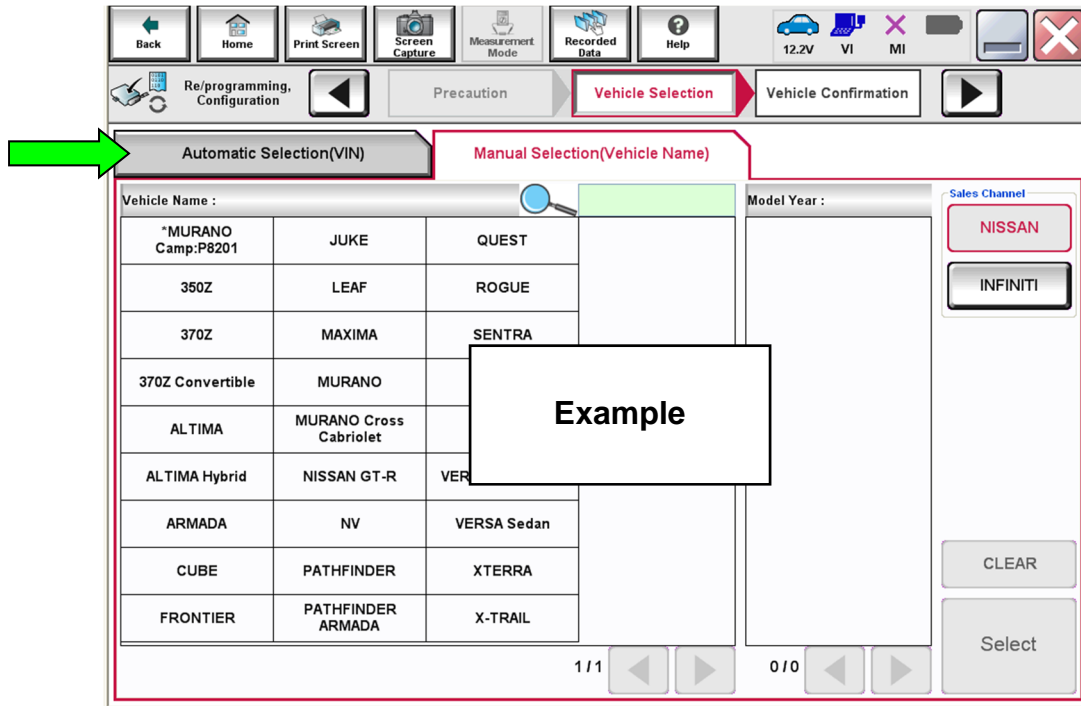 Back
Home
Print Screen
Screen
Capture
Measurement
Mode
Recorded
Data
Help
12.2V
VI
MI
Re/programming,
Configuration
Precaution
Vehicle Selection
Vehicle Confirmation
Automatic Selection(VIN)
Manual Selection(Vehicle Name)
Vehicle Name :
Model Year :
Sales Channel
*MURANO
Camp:P8201
JUKE
QUEST
NISSAN
350Z
LEAF
ROGUE
INFINITI
370Z
MAXIMA
SENTRA
370Z Convertible
MURANO
Example
ALTIMA
MURANO Cross
Cabriolet
ALTIMA Hybrid
NISSAN GT-R
VER
ARMADA
NV
VERSA Sedan
CUBE
PATHFINDER
XTERRA
CLEAR
FRONTIER
PATHFINDER
ARMADA
X-TRAIL
Select
1/1
0/0